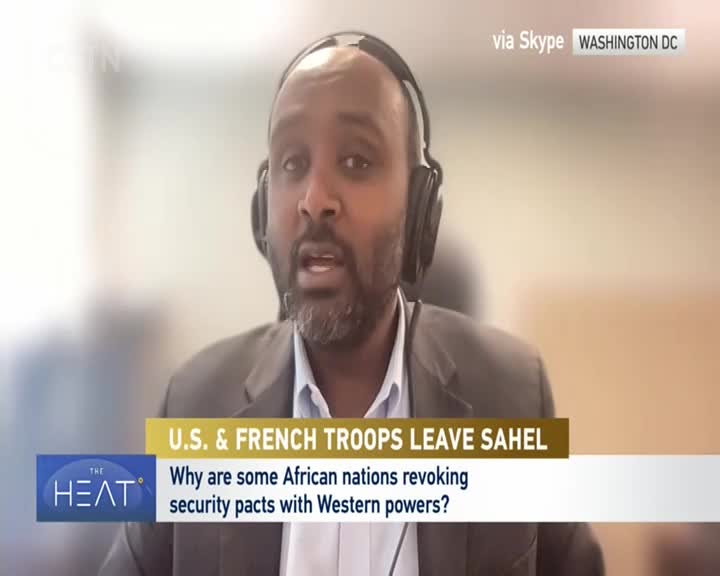 CGTN
via Skype
WASHINGTON DC
U.S. & FRENCH TROOPS LEAVE SAHEL
THE
HEAT
Why are some African nations revoking
security pacts with Western powers?